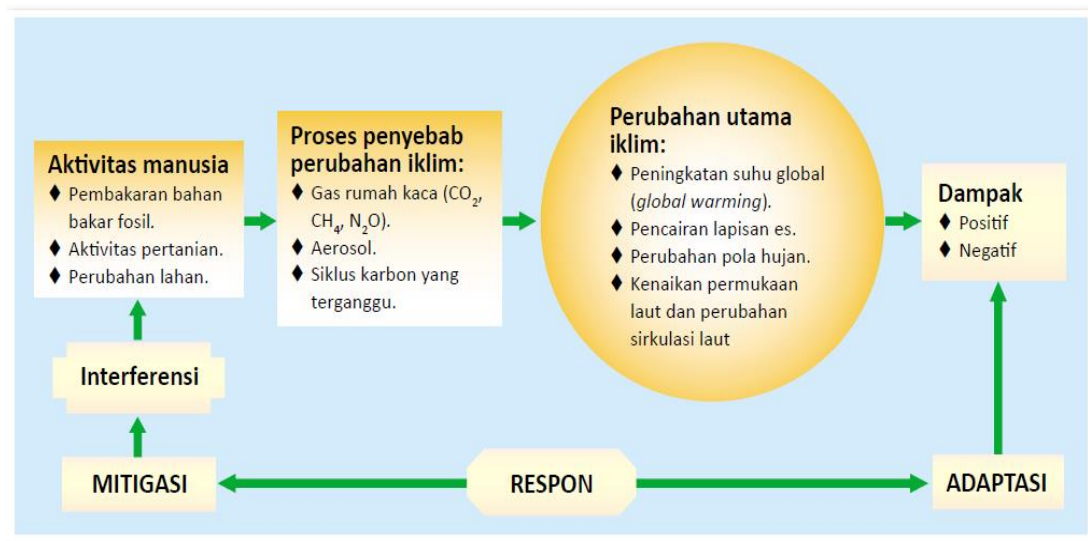 Aktivitas manusia
♦ Pembakaran bahan
bakar fosil.
♦ Aktivitas pertanian.
♦ Perubahan lahan.
Proses penyebab
perubahan iklim:
♦ Gas rumah kaca (CO₂,
CH₄, N₂O).
♦ Aerosol.
♦ Siklus karbon yang
terganggu.
Perubahan utama
iklim:
♦ Peningkatan suhu global
(global warming).
♦ Pencairan lapisan es.
♦ Perubahan pola hujan.
♦ Kenaikan permukaan
laut dan perubahan
sirkulasi laut
Dampak
♦ Positif
♦ Negatif
Interferensi
MITIGASI
RESPON
ADAPTASI